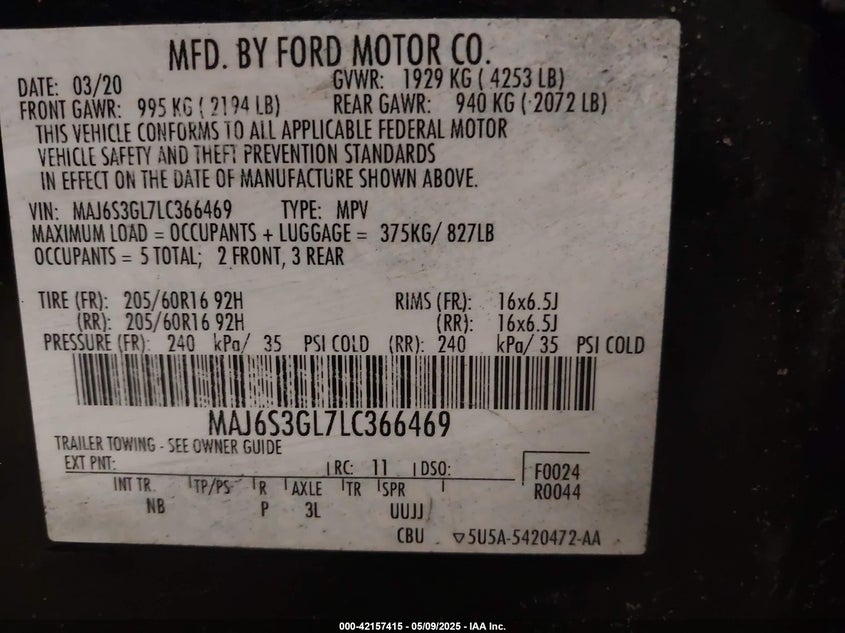 MFD. BY FORD MOTOR CO.
DATE: 03/20 GVWR: 1929 KG ( 4253 LB)
FRONT GAWR: 995 KG ( 2194 LB) REAR GAWR: 940 KG ( 2072 LB)
THIS VEHICLE CONFORMS TO ALL APPLICABLE FEDERAL MOTOR
VEHICLE SAFETY AND THEFT PREVENTION STANDARDS
IN EFFECT ON THE DATE OF MANUFACTURE SHOWN ABOVE.
VIN: MAJ6S3GL7LC366469 TYPE: MPV
MAXIMUM LOAD = OCCUPANTS + LUGGAGE = 375KG/ 827LB
OCCUPANTS = 5 TOTAL; 2 FRONT, 3 REAR
TIRE (FR): 205/60R16 92H RIMS (FR): 16x6.5J
(RR): 205/60R16 92H (RR): 16x6.5J
PRESSURE (FR): 240 kPa/ 35 PSI COLD (RR): 240 kPa/ 35 PSI COLD
MAJ6S3GL7LC366469
TRAILER TOWING - SEE OWNER GUIDE
EXT PNT: RC: 11 DSO: F0024
INT TR TP/PS R AXLE TR SPR R0044
NB P 3L UUJJ
CBU ▽5U5A-5420472-AA
000-42157415 - 05/09/2025 - IAA Inc.